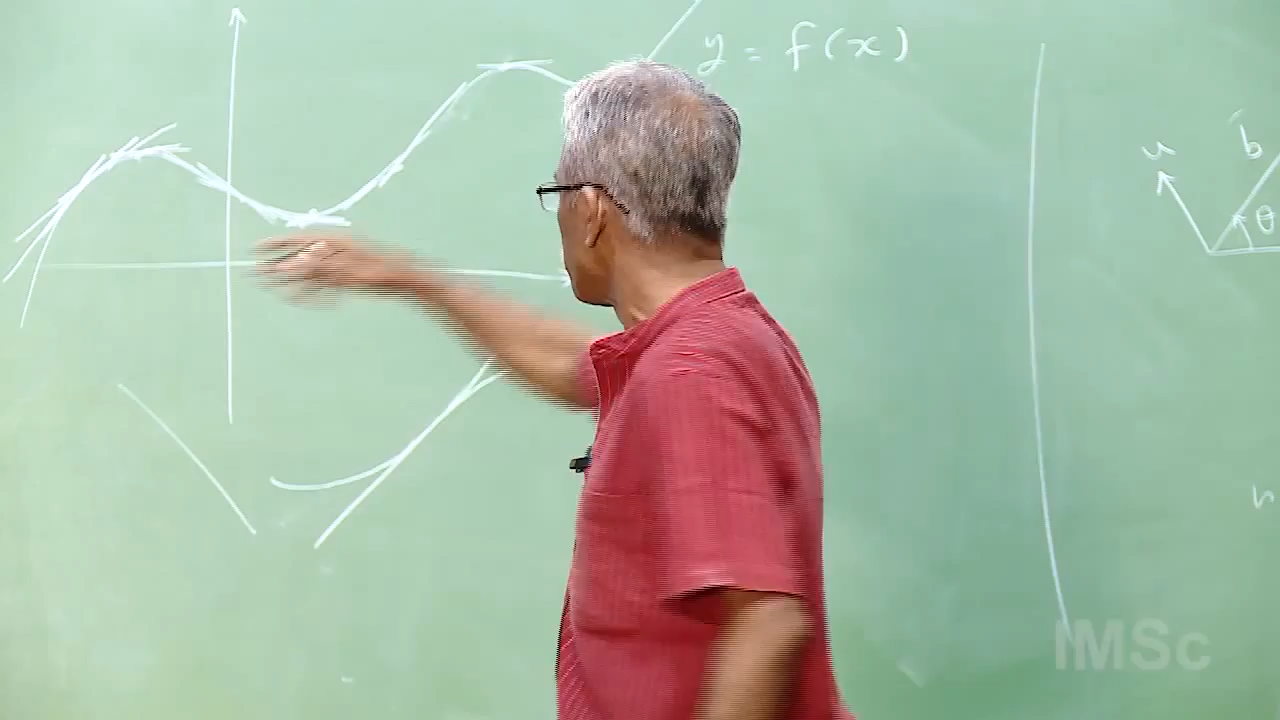 y = f(x)
u
b
θ
IMSc